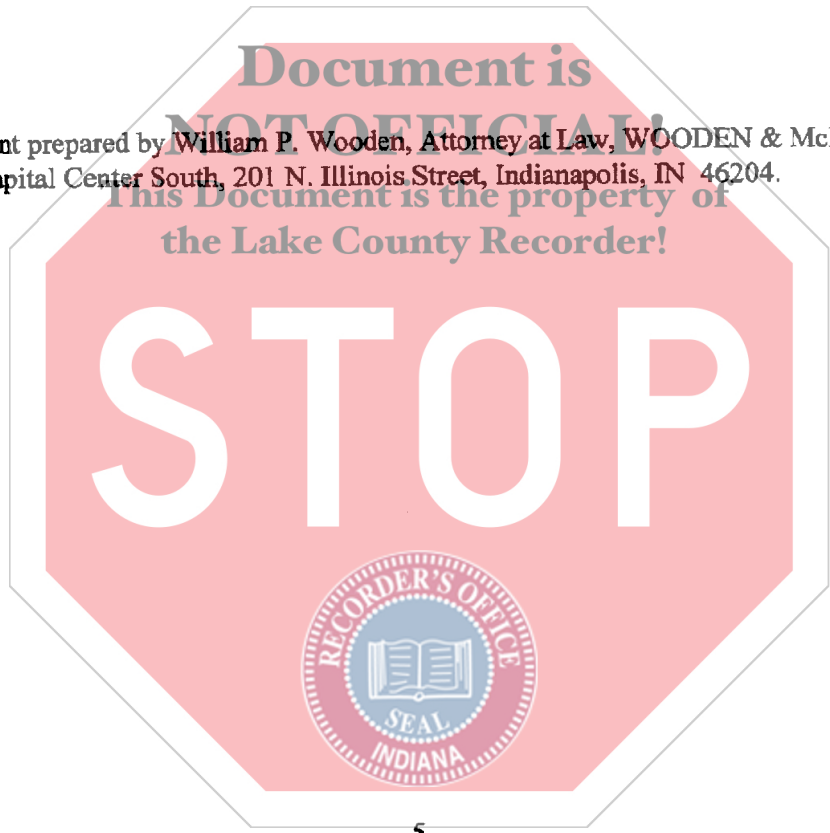 Document is
NOT OFFICIAL!
nt prepared by William P. Wooden, Attorney at Law, WOODEN & Mc
pital Center South, 201 N. Illinois Street, Indianapolis, IN 46204.
This Document is the property of
the Lake County Recorder!
STOP
RECORDER'S OFFICE
SEAL
INDIANA
5